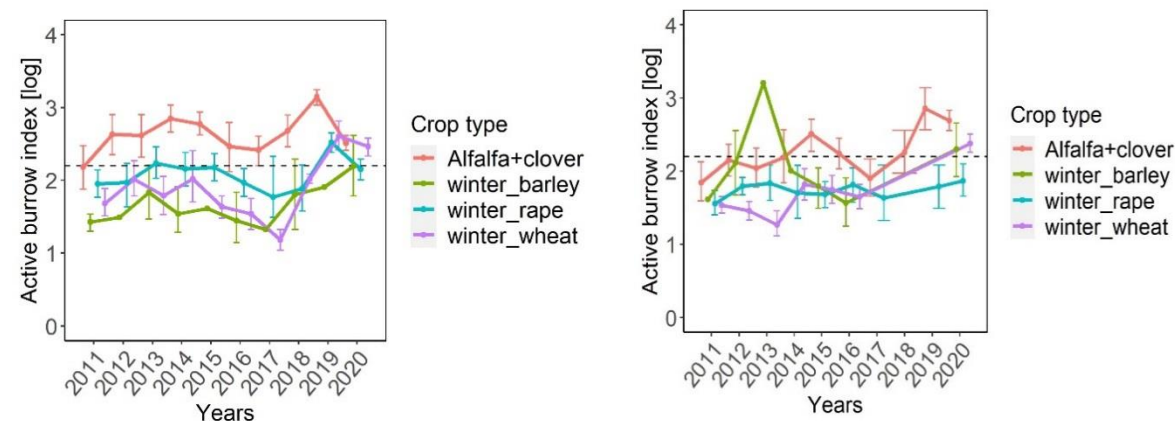 Active burrow index [log]
4
3
2
1
0
2011
2012
2013
2014
2015
2016
2017
2018
2019
2020
Years
Crop type
Alfalfa+clover
winter_barley
winter_rape
winter_wheat
Active burrow index [log]
4
3
2
1
0
2011
2012
2013
2014
2015
2016
2017
2018
2019
2020
Years
Crop type
Alfalfa+clover
winter_barley
winter_rape
winter_wheat